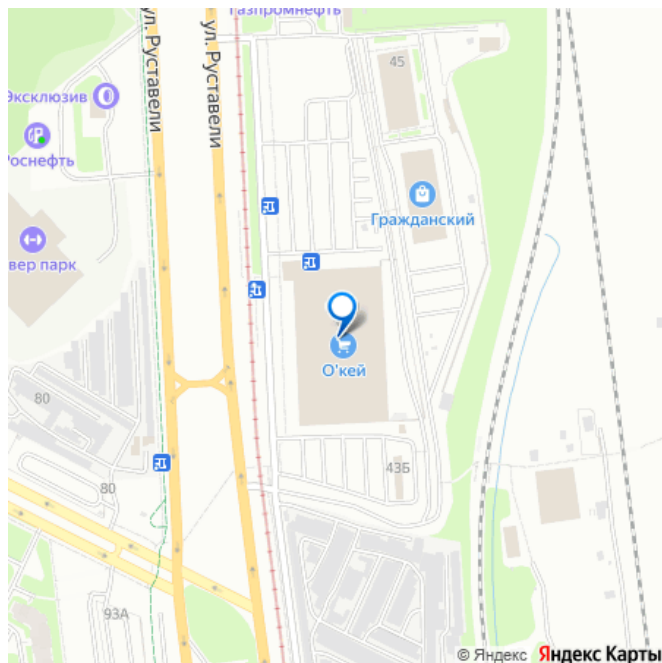 Газпромнефть
ул. Руставели
ул. Руставели
45
Эксклюзив
Роснефть
Гражданский
вер парк
О'кей
80
80
43Б
93А
© Яндекс
Яндекс Карты